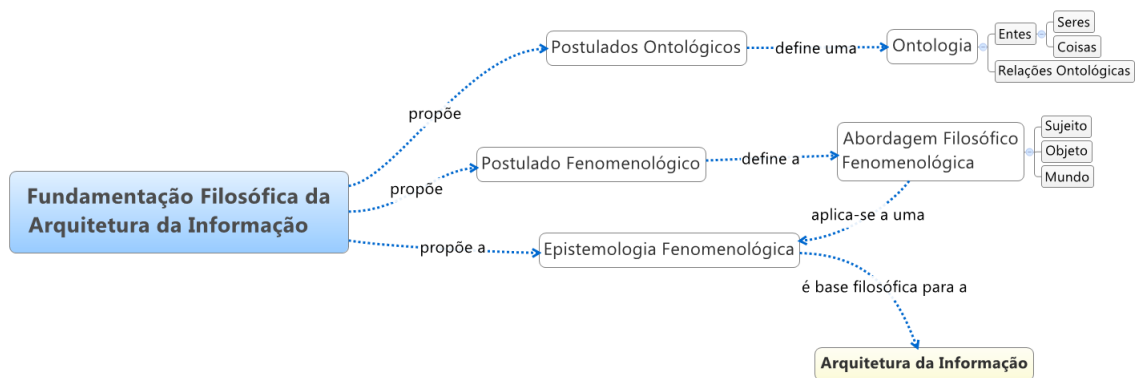 Seres
Postulados Ontológicos
define uma
Ontologia
Entes
Coisas
Relações Ontológicas
propõe
Postulado Fenomenológico
define a
Abordagem Filosófico
Fenomenológica
Sujeito
Objeto
Mundo
propõe
Fundamentação Filosófica da
Arquitetura da Informação
aplica-se a uma
propõe a
Epistemologia Fenomenológica
é base filosófica para a
Arquitetura da Informação